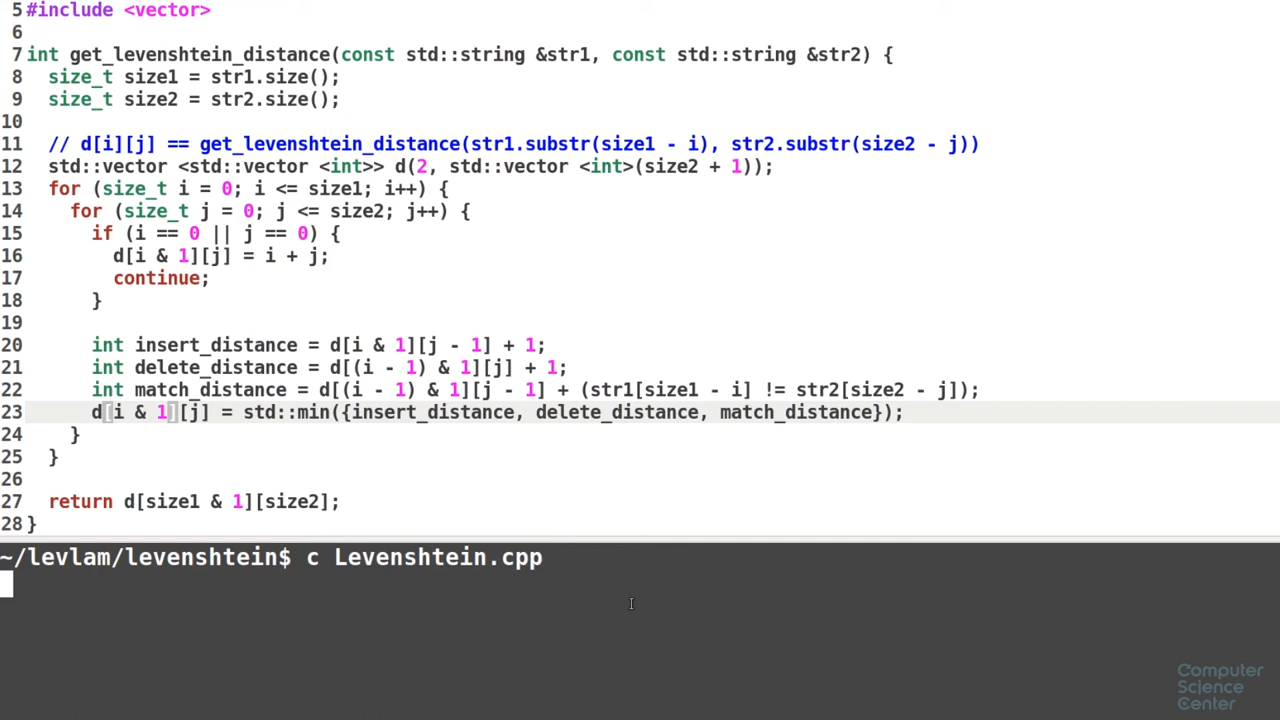 5 #include <vector>
6
7 int get_levenshtein_distance(const std::string &str1, const std::string &str2) {
8   size_t size1 = str1.size();
9   size_t size2 = str2.size();
10
11   // d[i][j] == get_levenshtein_distance(str1.substr(size1 - i), str2.substr(size2 - j))
12   std::vector <std::vector <int>> d(2, std::vector <int>(size2 + 1));
13   for (size_t i = 0; i <= size1; i++) {
14     for (size_t j = 0; j <= size2; j++) {
15       if (i == 0 || j == 0) {
16         d[i & 1][j] = i + j;
17         continue;
18       }
19
20       int insert_distance = d[i & 1][j - 1] + 1;
21       int delete_distance = d[(i - 1) & 1][j] + 1;
22       int match_distance = d[(i - 1) & 1][j - 1] + (str1[size1 - i] != str2[size2 - j]);
23       d[i & 1][j] = std::min({insert_distance, delete_distance, match_distance});
24     }
25   }
26
27   return d[size1 & 1][size2];
28 }
~/levlam/levenshtein$ c Levenshtein.cpp
Computer
Science
Center